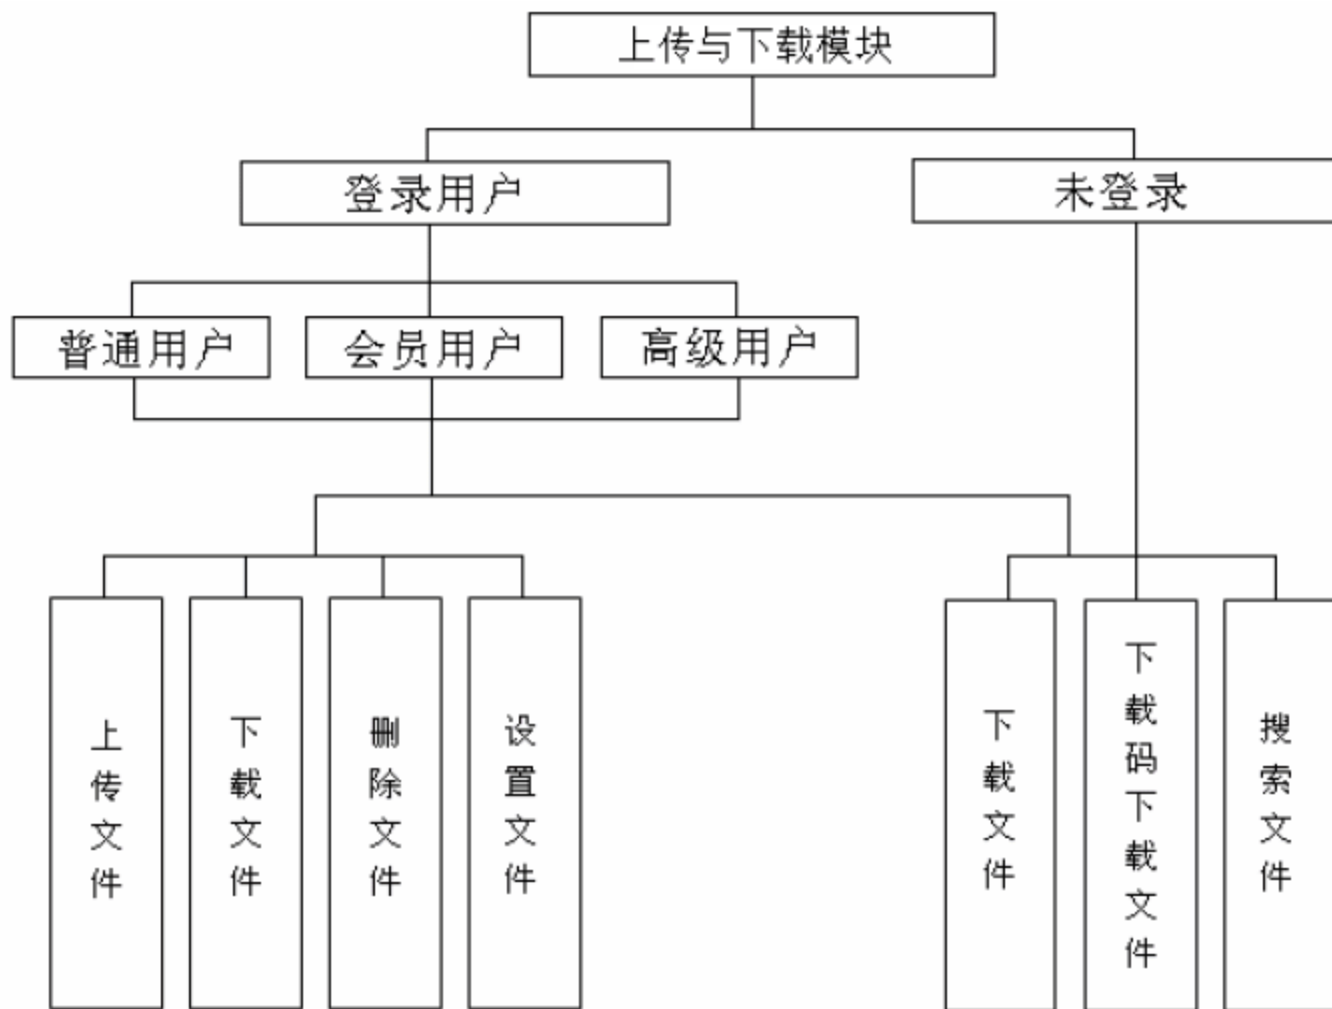 上传与下载模块
登录用户
未登录
普通用户
会员用户
高级用户
上传文件
下载文件
删除文件
设置文件
下载文件
下载码下载文件
搜索文件